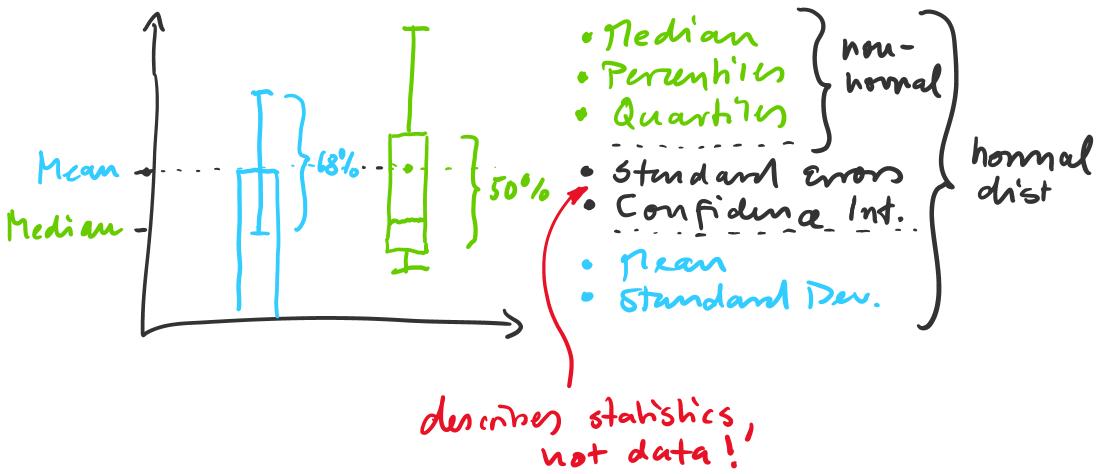 Mean
Median
68%
50%
• Median
• Percentiles
• Quartiles
non-
normal
• Standard Errors
• Confidence Int.
normal
dist
• Mean
• Standard Dev.
describes statistics,
not data!